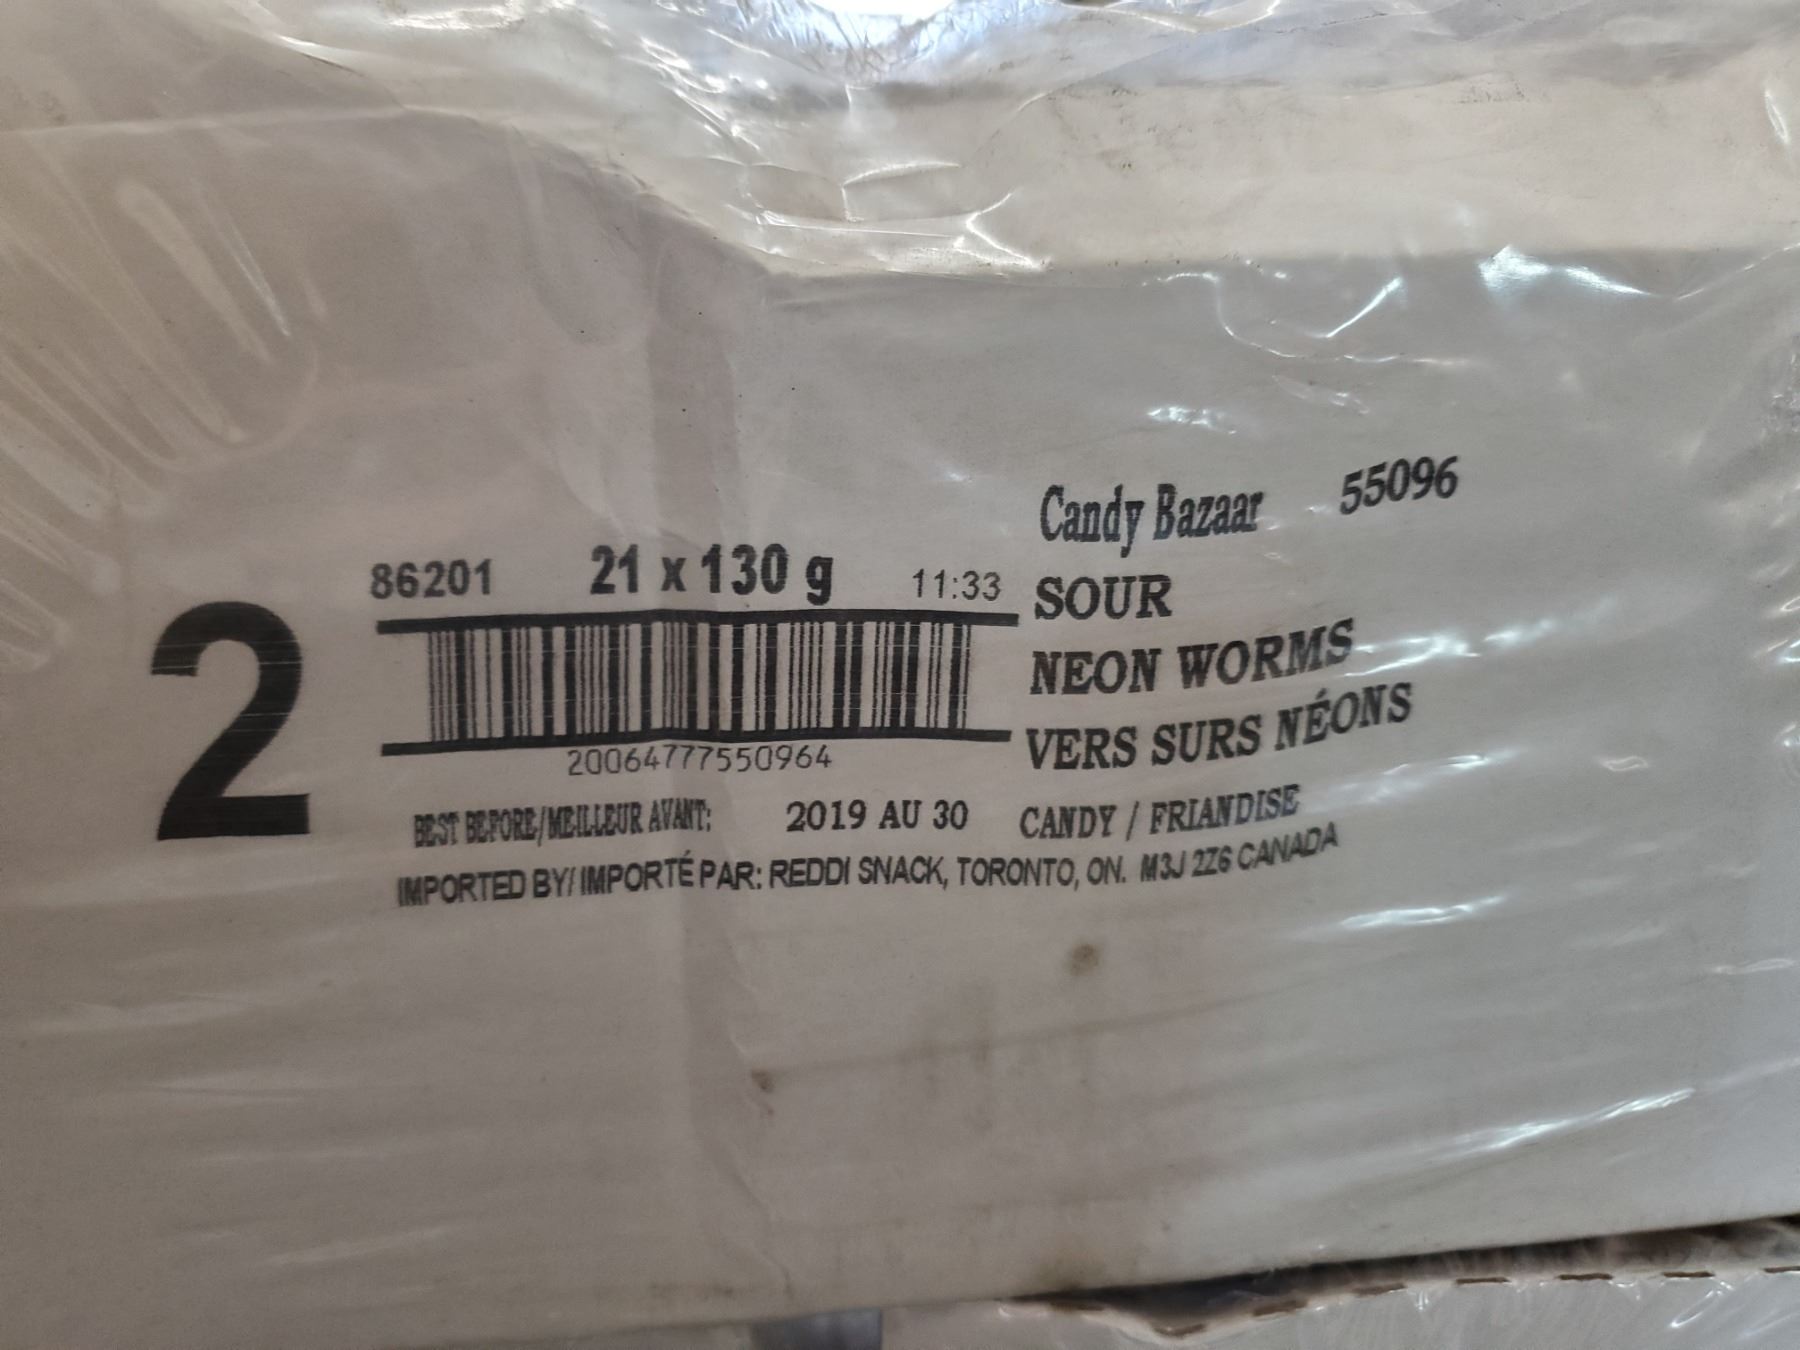 Candy Bazaar 55096
86201 21 x 130 g 11:33
SOUR
2
NEON WORMS
VERS SURS NÉONS
20064777550964
BEST BEFORE/MEILLEUR AVANT: 2019 AU 30
CANDY / FRIANDISE
IMPORTED BY/ IMPORTÉ PAR: REDDI SNACK, TORONTO, ON. M3J 2Z6 CANADA